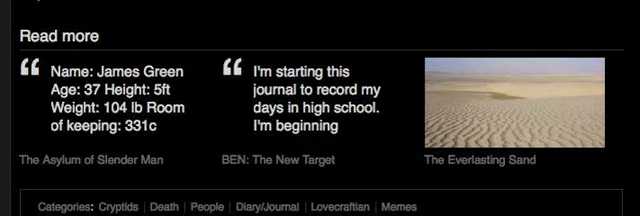 Read more
“ Name: James Green
Age: 37 Height: 5ft
Weight: 104 lb Room
of keeping: 331c
The Asylum of Slender Man
“ I'm starting this
journal to record my
days in high school.
I'm beginning
BEN: The New Target
The Everlasting Sand
Categories: Cryptids | Death | People | Diary/Journal | Lovecraftian | Memes